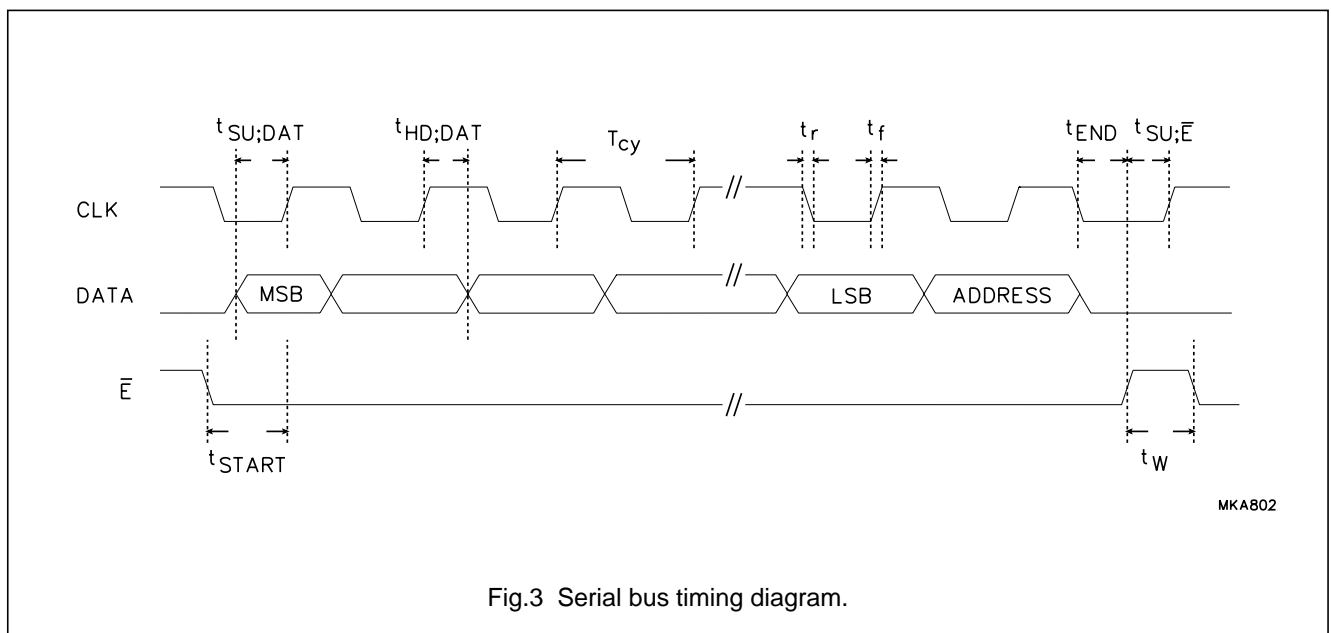 tSU;DAT tHD;DAT Tcy tr tf tEND tSU;E̅
CLK
DATA MSB LSB ADDRESS
E̅
tSTART tW
MKA802
Fig.3 Serial bus timing diagram.